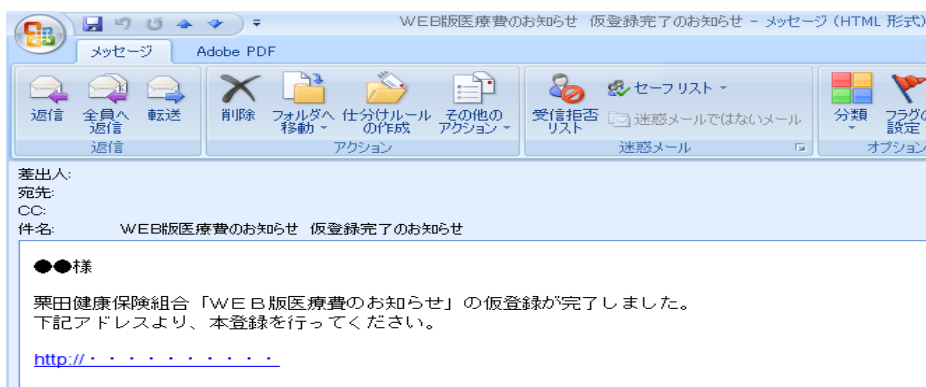 WEB版医療費のお知らせ 仮登録完了のお知らせ - メッセージ (HTML 形式)
メッセージ Adobe PDF
返信 全員へ返信 転送 削除 フォルダへ移動 仕分けルールの作成 その他のアクション 受信拒否リスト セーフ リスト 迷惑メールではないメール 分類 フラグの設定
返信 アクション 迷惑メール オプション
差出人:
宛先:
CC:
件名: WEB版医療費のお知らせ 仮登録完了のお知らせ
●●様
栗田健康保険組合「ＷＥＢ版医療費のお知らせ」の仮登録が完了しました。
下記アドレスより、本登録を行ってください。
http://・・・・・・・・・・